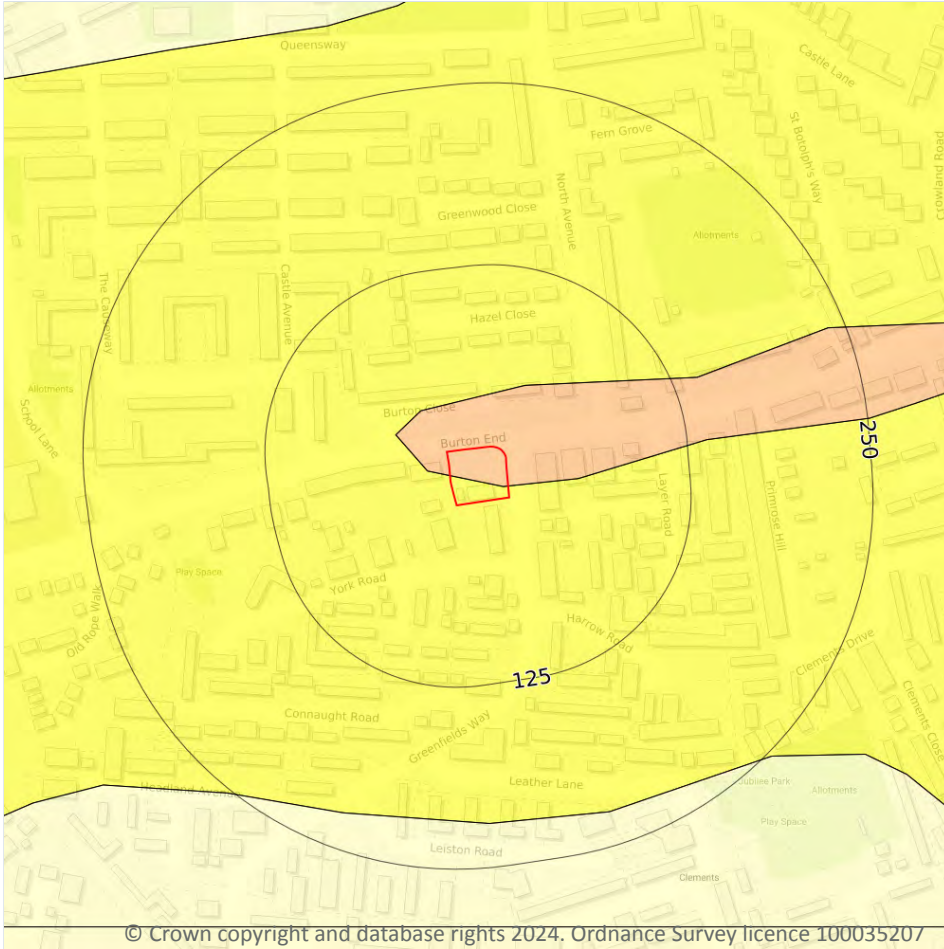 Queensway
Castle Lane
Fern Grove
St Botolph's Way
Crowland Road
North Avenue
Greenwood Close
Allotments
The Causeway
Castle Avenue
Hazel Close
Allotments
School Lane
Burton Close
Burton End
250
Layer Road
Primrose Hill
Play Space
York Road
Old Rope Walk
Harrow Road
Clements Drive
125
Clements Close
Connaught Road
Greenfields Way
Headland Avenue
Leather Lane
Jubilee Park
Allotments
Play Space
Leiston Road
Clements
© Crown copyright and database rights 2024. Ordnance Survey licence 100035207